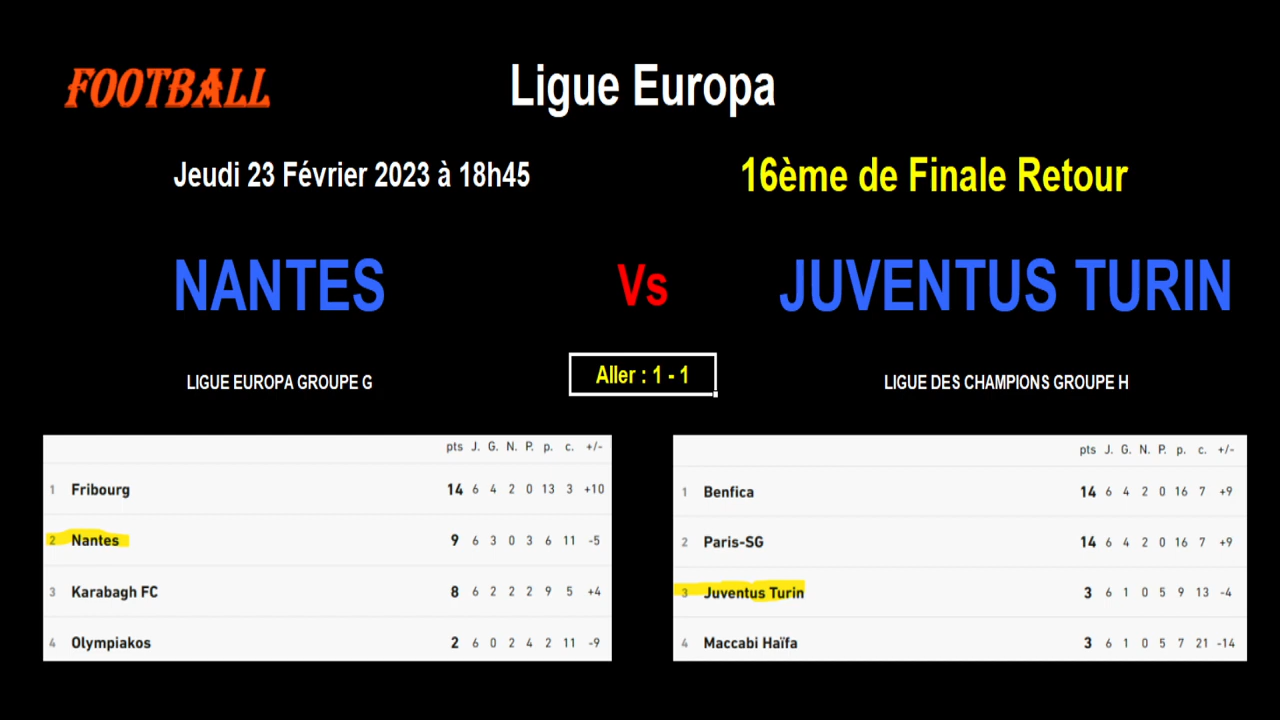 FOOTBALL
Ligue Europa
Jeudi 23 Février 2023 à 18h45
16ème de Finale Retour
NANTES
Vs
JUVENTUS TURIN
LIGUE EUROPA GROUPE G
Aller : 1 - 1
LIGUE DES CHAMPIONS GROUPE H
pts J. G. N. P. p. c. +/-
1 Fribourg 14 6 4 2 0 13 3 +10
2 Nantes 9 6 3 0 3 6 11 -5
3 Karabagh FC 8 6 2 2 2 9 5 +4
4 Olympiakos 2 6 0 2 4 2 11 -9
pts J. G. N. P. p. c. +/-
1 Benfica 14 6 4 2 0 16 7 +9
2 Paris-SG 14 6 4 2 0 16 7 +9
3 Juventus Turin 3 6 1 0 5 9 13 -4
4 Maccabi Haïfa 3 6 1 0 5 7 21 -14